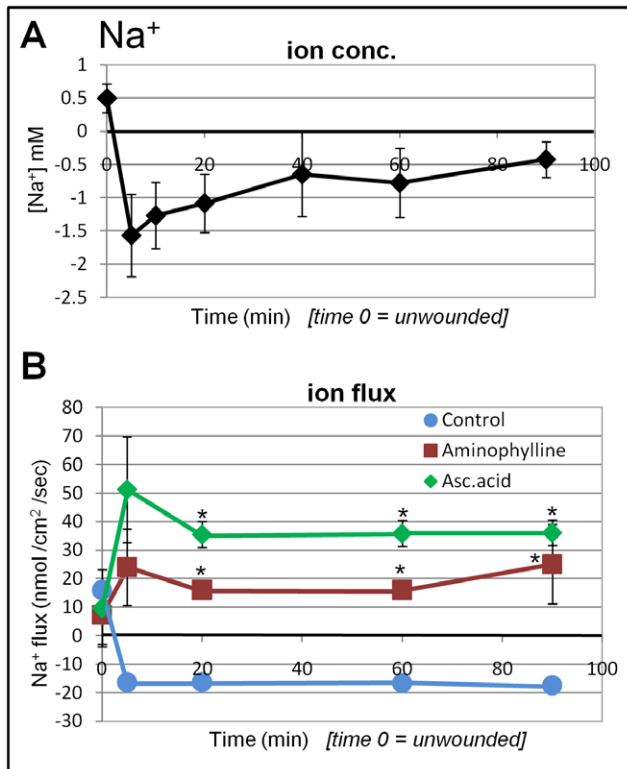 A Na⁺
ion conc.
1
0.5
0
0 20 40 60 80 100
-0.5
-1
-1.5
-2
-2.5
[Na⁺] mM
Time (min) [time 0 = unwounded]
B
ion flux
80
70
60
50
40
30
20
10
0
-10
0 20 40 60 80 100
-20
-30
Na⁺ flux (nmol /cm² /sec)
Control
Aminophylline
Asc.acid
* * *
* * *
Time (min) [time 0 = unwounded]